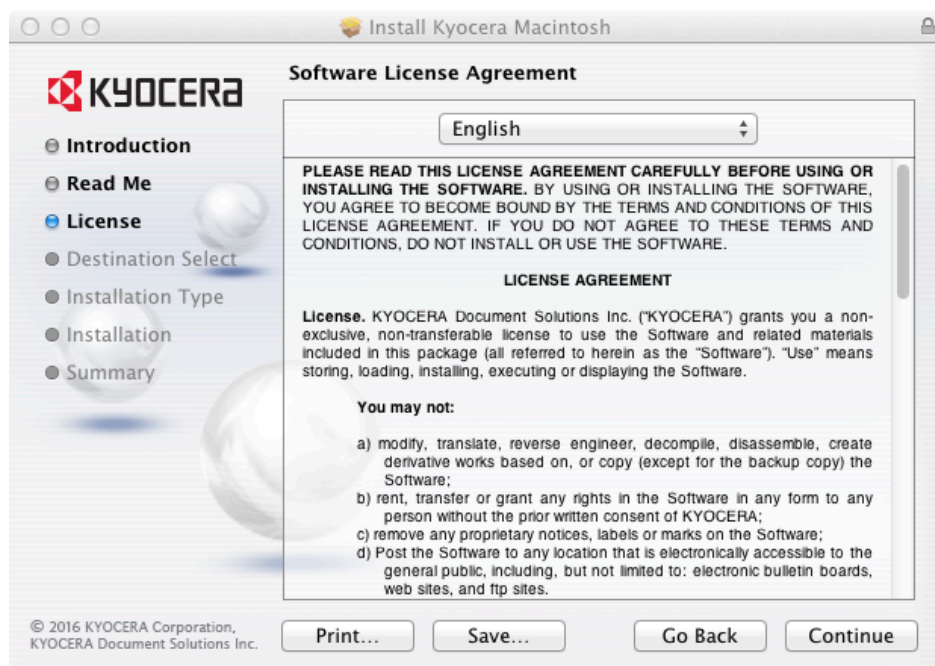 Install Kyocera Macintosh
KYOCERA
Introduction
Read Me
License
Destination Select
Installation Type
Installation
Summary
© 2016 KYOCERA Corporation,
KYOCERA Document Solutions Inc.
Software License Agreement
English
PLEASE READ THIS LICENSE AGREEMENT CAREFULLY BEFORE USING OR
INSTALLING THE SOFTWARE. BY USING OR INSTALLING THE SOFTWARE,
YOU AGREE TO BECOME BOUND BY THE TERMS AND CONDITIONS OF THIS
LICENSE AGREEMENT. IF YOU DO NOT AGREE TO THESE TERMS AND
CONDITIONS, DO NOT INSTALL OR USE THE SOFTWARE.
LICENSE AGREEMENT
License. KYOCERA Document Solutions Inc. (“KYOCERA”) grants you a non-
exclusive, non-transferable license to use the Software and related materials
included in this package (all referred to herein as the “Software”). “Use” means
storing, loading, installing, executing or displaying the Software.
You may not:
a) modify, translate, reverse engineer, decompile, disassemble, create
derivative works based on, or copy (except for the backup copy) the
Software;
b) rent, transfer or grant any rights in the Software in any form to any
person without the prior written consent of KYOCERA;
c) remove any proprietary notices, labels or marks on the Software;
d) Post the Software to any location that is electronically accessible to the
general public, including, but not limited to: electronic bulletin boards,
web sites, and ftp sites.
Print...
Save...
Go Back
Continue